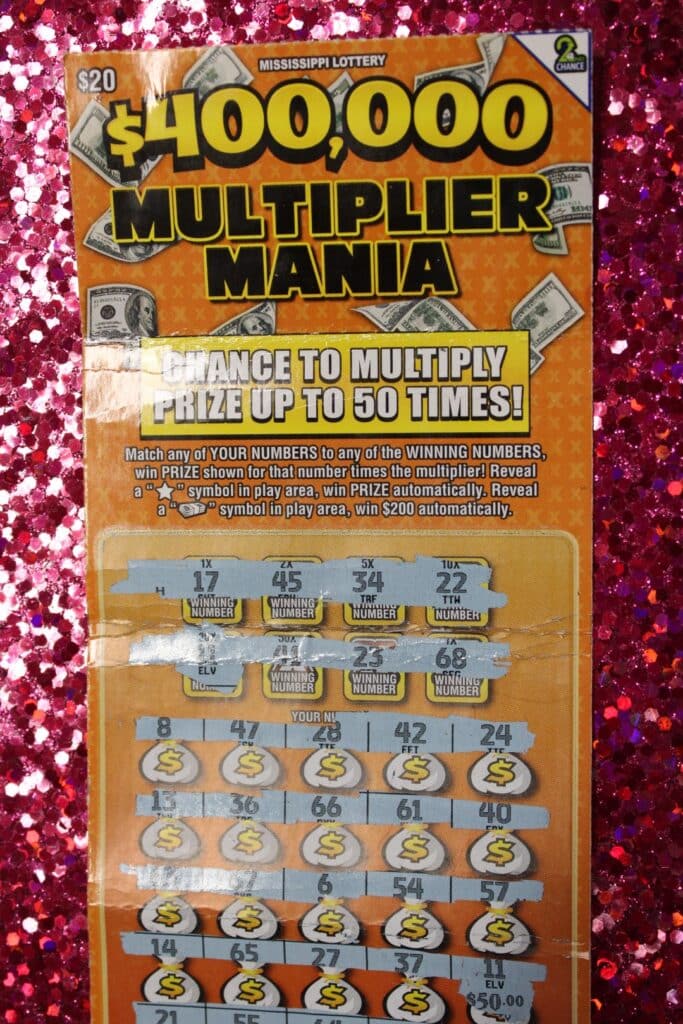 MISSISSIPPI LOTTERY
$20
2ND CHANCE
$400,000
MULTIPLIER
MANIA
CHANCE TO MULTIPLY
PRIZE UP TO 50 TIMES!
Match any of YOUR NUMBERS to any of the WINNING NUMBERS,
win PRIZE shown for that number times the multiplier! Reveal
a " " symbol in play area, win PRIZE automatically. Reveal
a " " symbol in play area, win $200 automatically.
1X 2X 5X 10X
17 45 34 22
TTW
WINNING NUMBER WINNING NUMBER WINNING NUMBER WINNING NUMBER
41 23 68
ELV
WINNING NUMBER WINNING NUMBER WINNING NUMBER
YOUR
8 47 28 42 24
13 36 66 61 40
6 54 57
14 65 27 37 11
ELV
$50.00
21 55